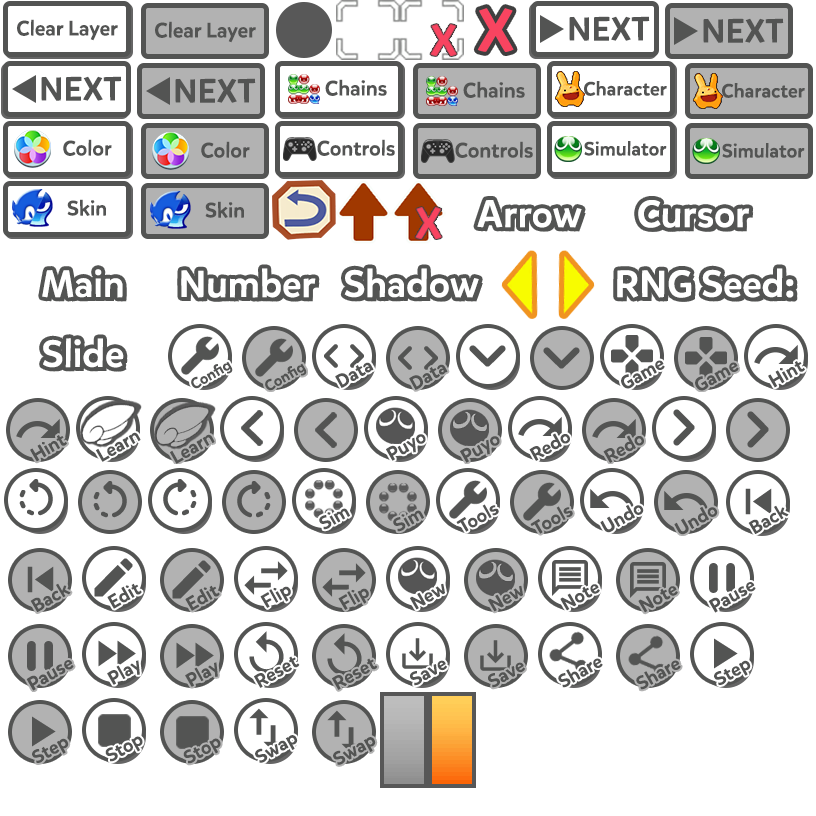 Clear Layer Clear Layer NEXT NEXT
NEXT NEXT Chains Chains Character Character
Color Color Controls Controls Simulator Simulator
Skin Skin Arrow Cursor
Main Number Shadow RNG Seed:
Slide Config Config Data Data Game Game Hint
Hint Learn Learn Puyo Puyo Redo Redo
Sim Sim Tools Tools Undo Undo Back
Back Edit Edit Flip Flip New New Note Note Pause
Pause Play Play Reset Reset Save Save Share Share Step
Step Stop Stop Swap Swap